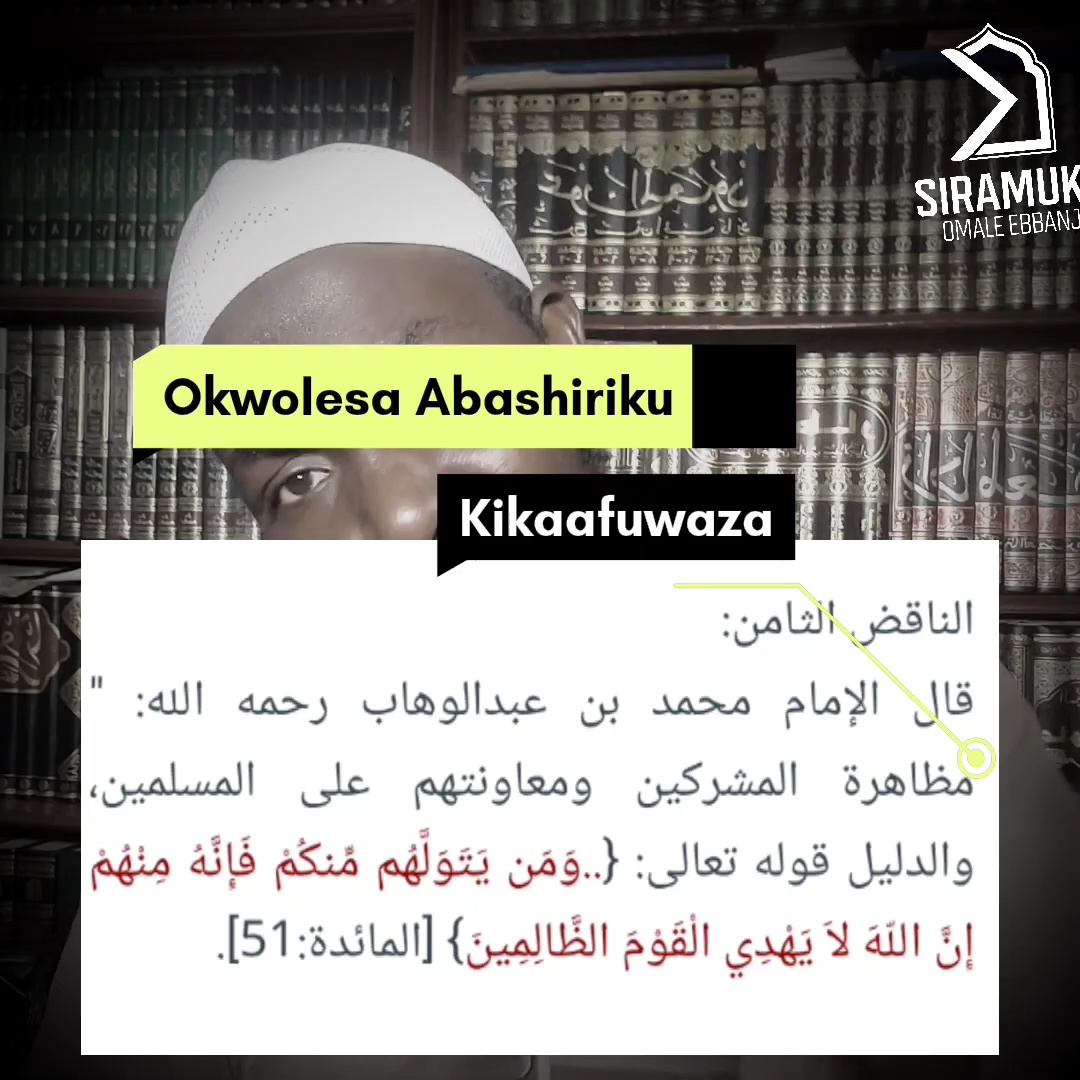 SIRAMUK
OMALE EBBANJ
Okwolesa Abashiriku
Kikaafuwaza
الناقض الثامن:
قال الإمام محمد بن عبدالوهاب رحمه الله: "
مظاهرة المشركين ومعاونتهم على المسلمين،
والدليل قوله تعالى: {..وَمَن يَتَوَلَّهُم مِّنكُمْ فَإِنَّهُ مِنْهُمْ
إِنَّ اللّهَ لاَ يَهْدِي الْقَوْمَ الظَّالِمِينَ} [المائدة:51].